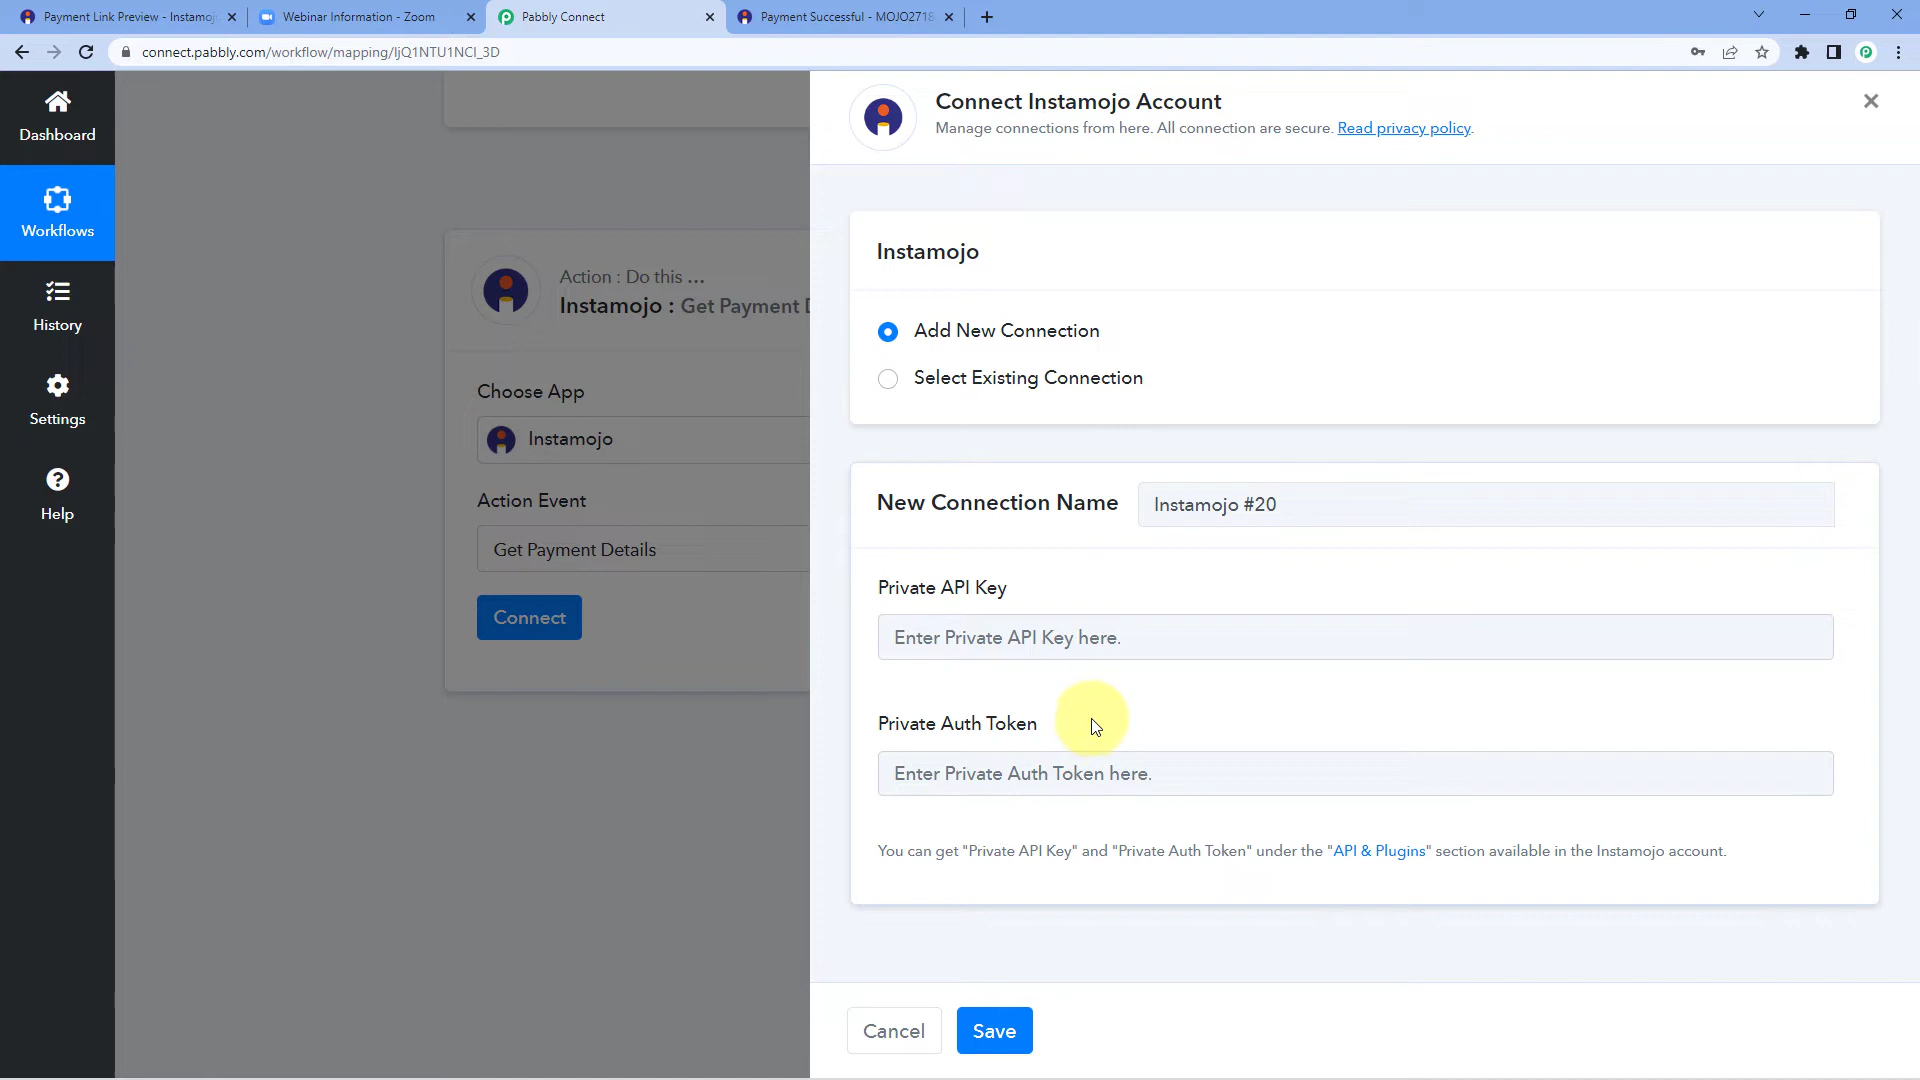 Payment Link Preview - Instamojo
Webinar Information - Zoom
Pabbly Connect
Payment Successful - MOJO2718
connect.pabbly.com/workflow/mapping/IjQ1NTU1NCI_3D
Dashboard
Workflows
History
Settings
Help
Action : Do this ...
Instamojo : Get Payment D
Choose App
Instamojo
Action Event
Get Payment Details
Connect
Connect Instamojo Account
Manage connections from here. All connection are secure. Read privacy policy.
Instamojo
Add New Connection
Select Existing Connection
New Connection Name
Instamojo #20
Private API Key
Enter Private API Key here.
Private Auth Token
Enter Private Auth Token here.
You can get "Private API Key" and "Private Auth Token" under the "API & Plugins" section available in the Instamojo account.
Cancel
Save